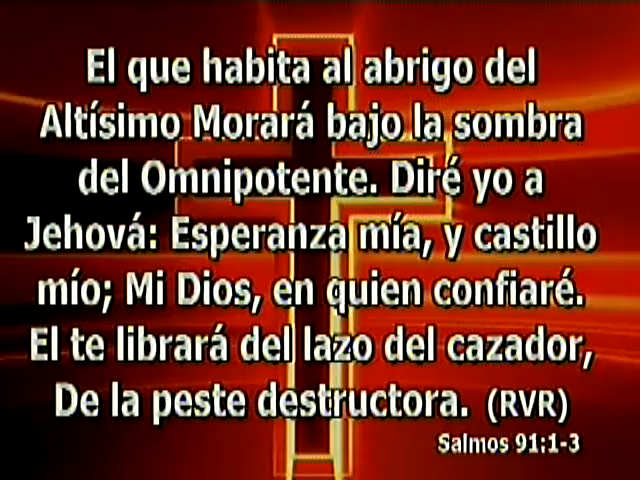 El que habita al abrigo del
Altísimo Morará bajo la sombra
del Omnipotente. Diré yo a
Jehová: Esperanza mía, y castillo
mío; Mi Dios, en quien confiaré.
El te librará del lazo del cazador,
De la peste destructora. (RVR)
Salmos 91:1-3